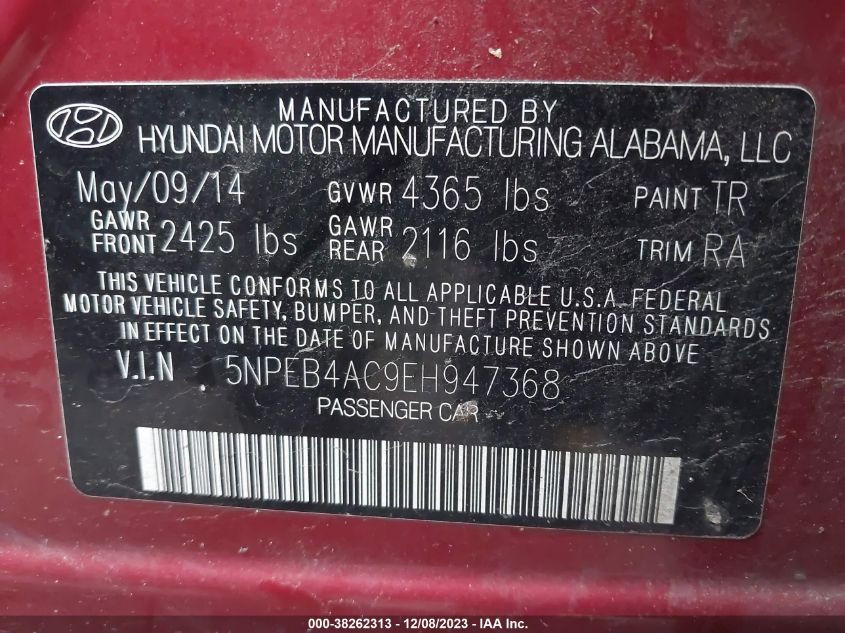 MANUFACTURED BY
HYUNDAI MOTOR MANUFACTURING ALABAMA, LLC
May/09/14 GVWR 4365 lbs PAINT TR
GAWR FRONT 2425 lbs GAWR REAR 2116 lbs TRIM RA
THIS VEHICLE CONFORMS TO ALL APPLICABLE U.S.A. FEDERAL
MOTOR VEHICLE SAFETY, BUMPER, AND THEFT PREVENTION STANDARDS
IN EFFECT ON THE DATE OF MANUFACTURE SHOWN ABOVE
V.I.N 5NPEB4AC9EH947368
PASSENGER CAR
000-38262313 - 12/08/2023 - IAA Inc.